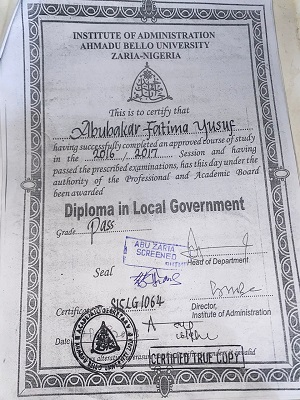 INSTITUTE OF ADMINISTRATION
AHMADU BELLO UNIVERSITY
ZARIA-NIGERIA
This is to certify that
Abubakar Fatima Yusuf
having successfully completed an approved course of study
in the 2016 / 2017 Session and having
passed the prescribed examinations, has this day under the
authority of the Professional and Academic Board
been awarded
Diploma in Local Government
Grade Pass
ABU ZARIA
SCREENED
Head of Department
Seal
Certificate
Director,
Institute of Administration
Date
CERTIFIED TRUE COPY